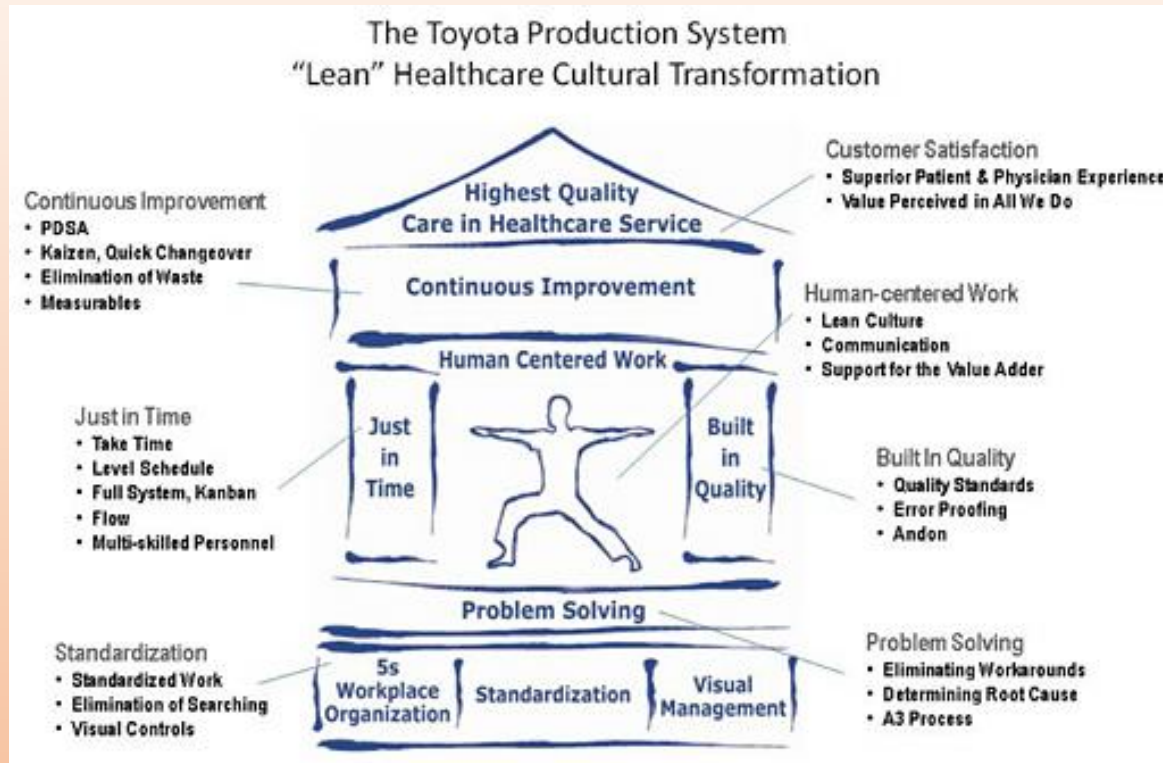 The Toyota Production System
“Lean” Healthcare Cultural Transformation
Continuous Improvement
• PDSA
• Kaizen, Quick Changeover
• Elimination of Waste
• Measurables
Just in Time
• Take Time
• Level Schedule
• Full System, Kanban
• Flow
• Multi-skilled Personnel
Standardization
• Standardized Work
• Elimination of Searching
• Visual Controls
Highest Quality
Care in Healthcare Service
Continuous Improvement
Human Centered Work
Just
in
Time
Built
in
Quality
Problem Solving
5s
Workplace
Organization
Standardization
Visual
Management
Customer Satisfaction
• Superior Patient & Physician Experience
• Value Perceived in All We Do
Human-centered Work
• Lean Culture
• Communication
• Support for the Value Adder
Built In Quality
• Quality Standards
• Error Proofing
• Andon
Problem Solving
• Eliminating Workarounds
• Determining Root Cause
• A3 Process